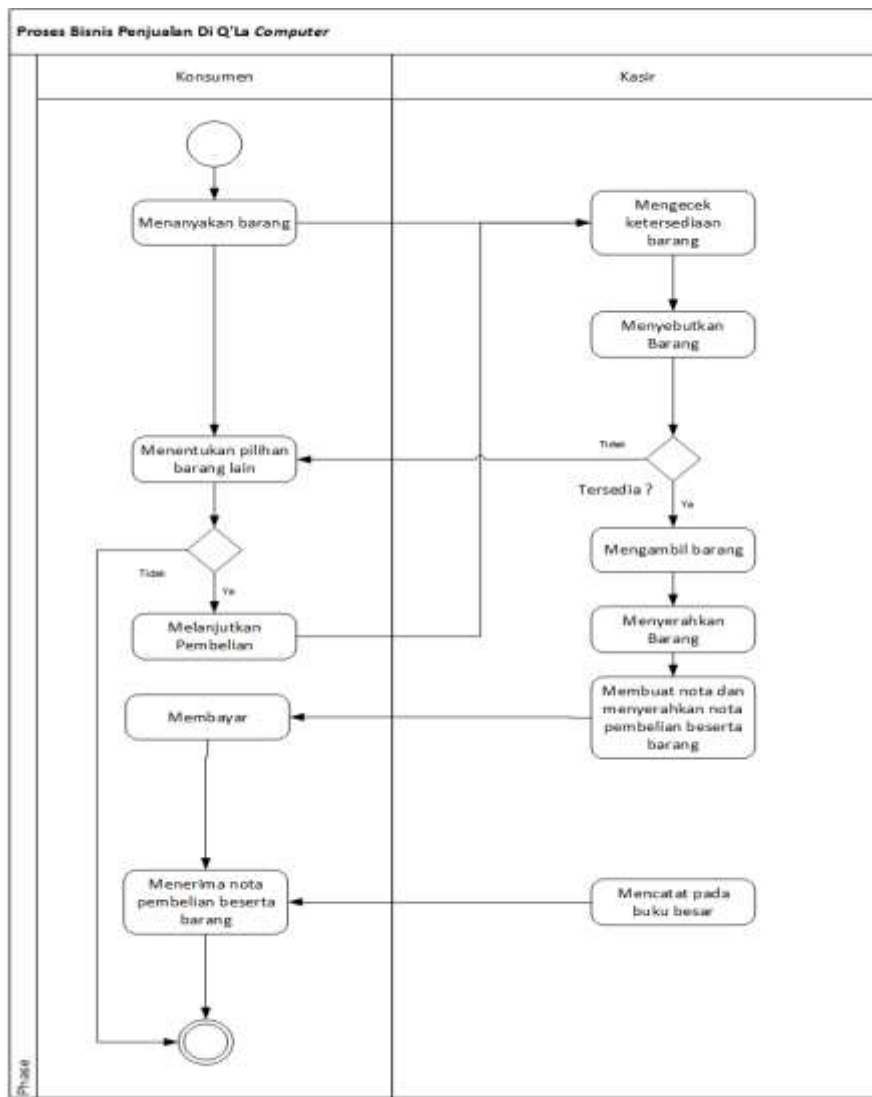 Proses Bisnis Penjualan Di Q'La Computer
Konsumen
Kasir
Menanyakan barang
Mengecek
ketersediaan
barang
Menyebutkan
Barang
Menentukan pilihan
barang lain
Tidak
Tersedia ?
Ya
Mengambil barang
Tidak
Ya
Melanjutkan
Pembelian
Menyerahkan
Barang
Membayar
Membuat nota dan
menyerahkan nota
pembelian beserta
barang
Menerima nota
pembelian beserta
barang
Mencatat pada
buku besar
Phase